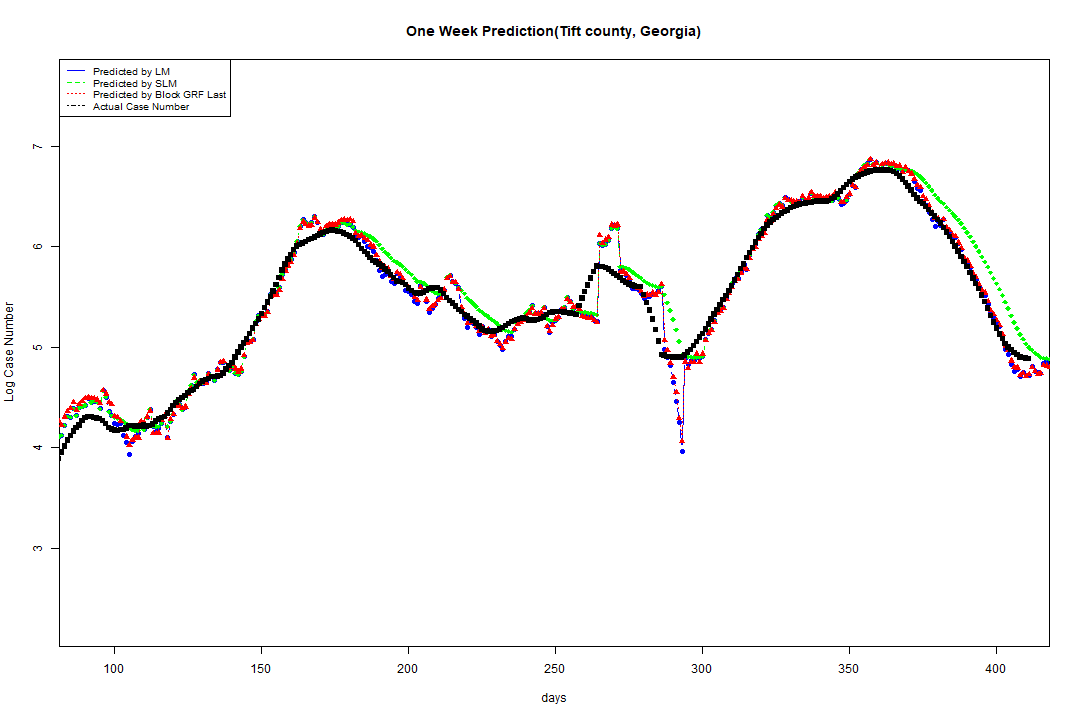 One Week Prediction(Tift county, Georgia)
Predicted by LM
Predicted by SLM
Predicted by Block GRF Last
Actual Case Number
7
6
5
4
3
Log Case Number
100 150 200 250 300 350 400
days